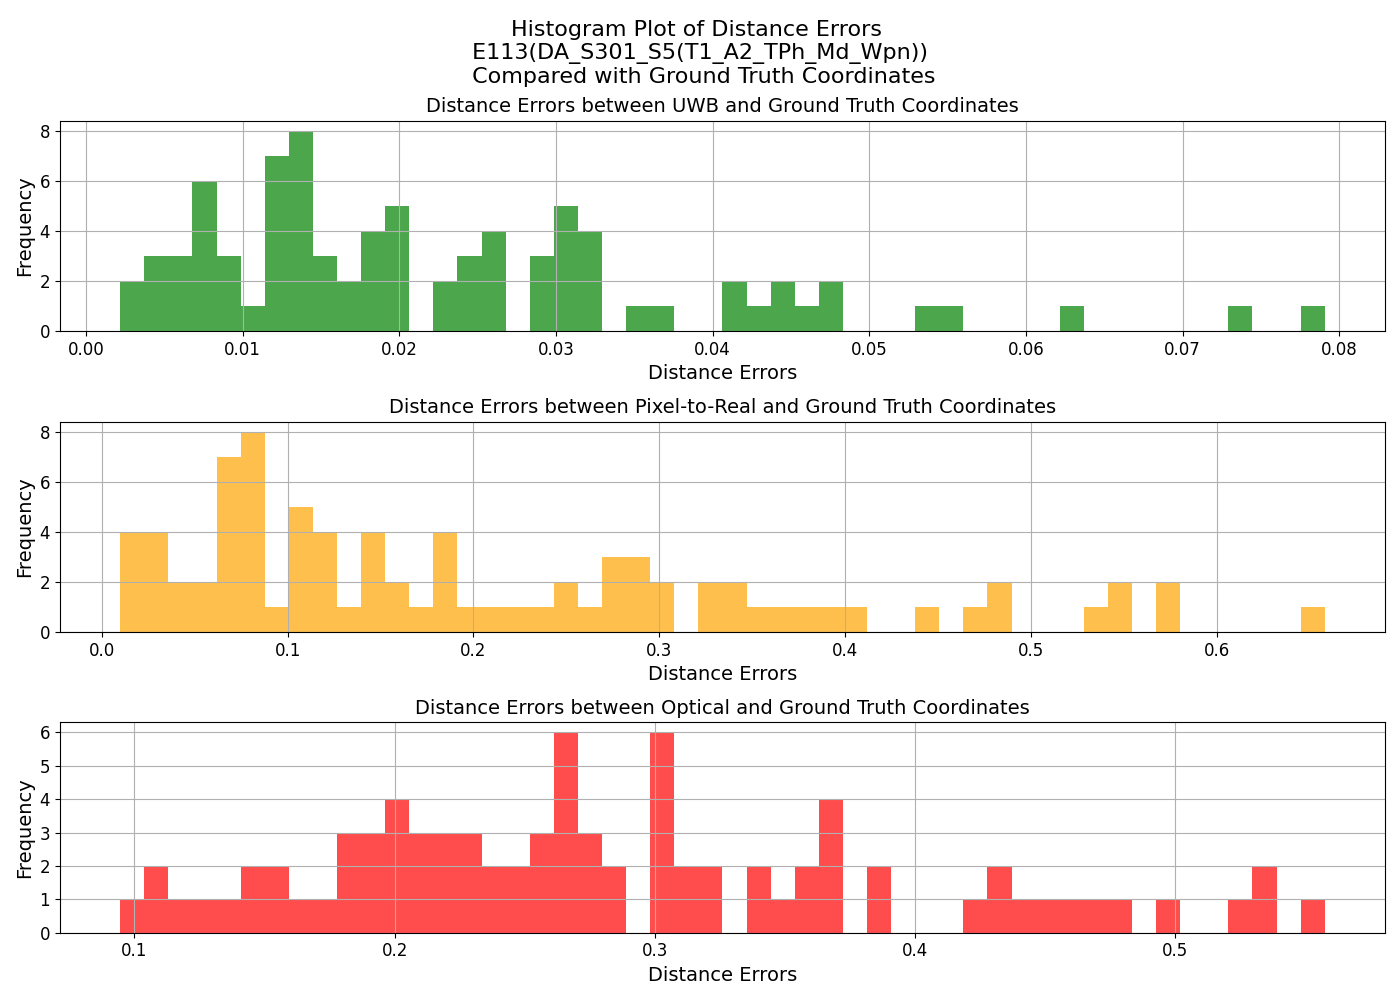 Histogram Plot of Distance Errors
E113(DA_S301_S5(T1_A2_TPh_Md_Wpn))
Compared with Ground Truth Coordinates
Distance Errors between UWB and Ground Truth Coordinates
8
6
4
2
0
Frequency
0.00 0.01 0.02 0.03 0.04 0.05 0.06 0.07 0.08
Distance Errors
Distance Errors between Pixel-to-Real and Ground Truth Coordinates
8
6
4
2
0
Frequency
0.0 0.1 0.2 0.3 0.4 0.5 0.6
Distance Errors
Distance Errors between Optical and Ground Truth Coordinates
6
5
4
3
2
1
0
Frequency
0.1 0.2 0.3 0.4 0.5
Distance Errors